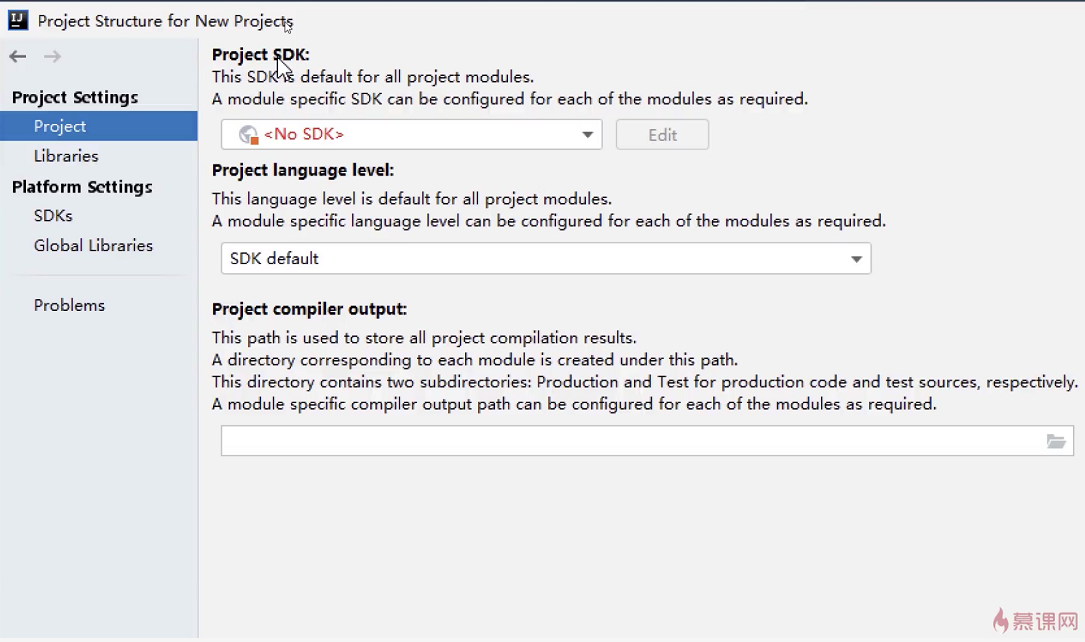 IJ
Project Structure for New Projects
Project Settings
Project
Libraries
Platform Settings
SDKs
Global Libraries
Problems
Project SDK:
This SDK is default for all project modules.
A module specific SDK can be configured for each of the modules as required.
<No SDK>
Edit
Project language level:
This language level is default for all project modules.
A module specific language level can be configured for each of the modules as required.
SDK default
Project compiler output:
This path is used to store all project compilation results.
A directory corresponding to each module is created under this path.
This directory contains two subdirectories: Production and Test for production code and test sources, respectively.
A module specific compiler output path can be configured for each of the modules as required.
慕课网